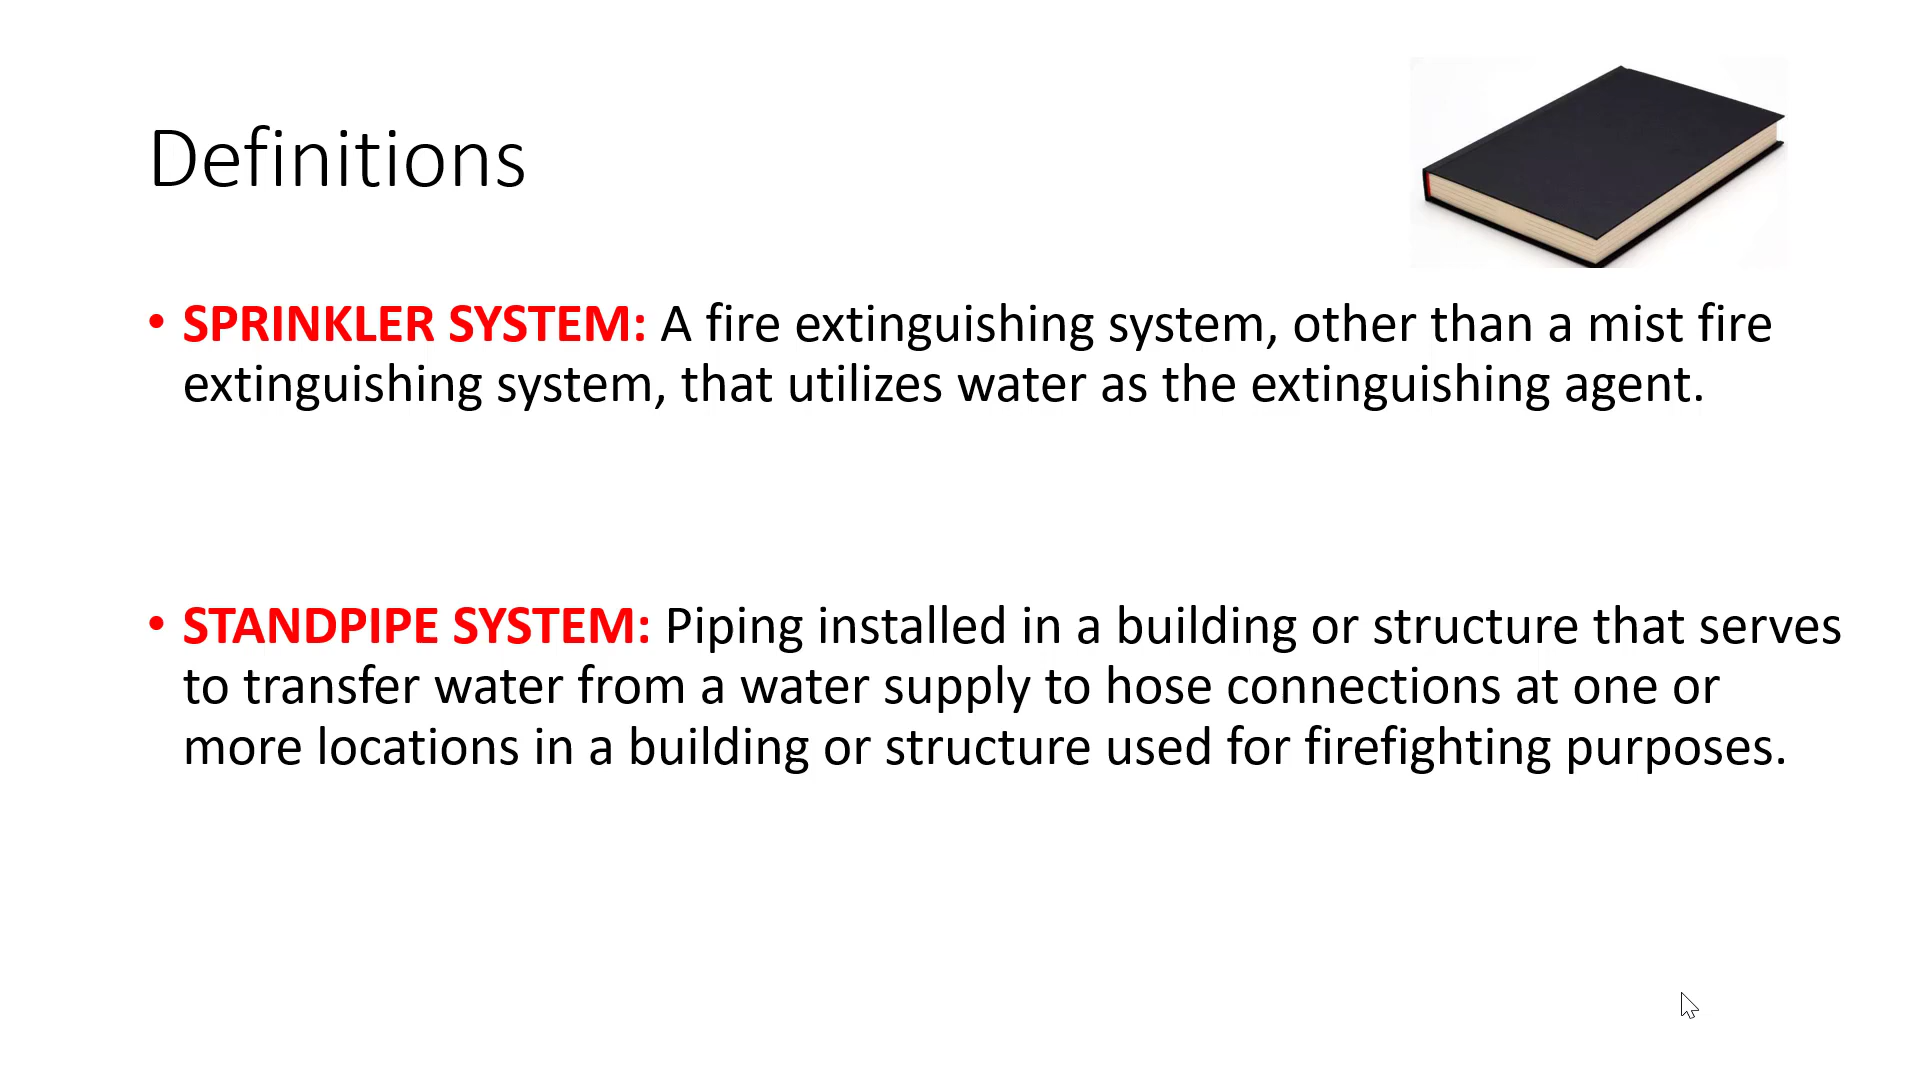 Definitions
• SPRINKLER SYSTEM: A fire extinguishing system, other than a mist fire
extinguishing system, that utilizes water as the extinguishing agent.
• STANDPIPE SYSTEM: Piping installed in a building or structure that serves
to transfer water from a water supply to hose connections at one or
more locations in a building or structure used for firefighting purposes.